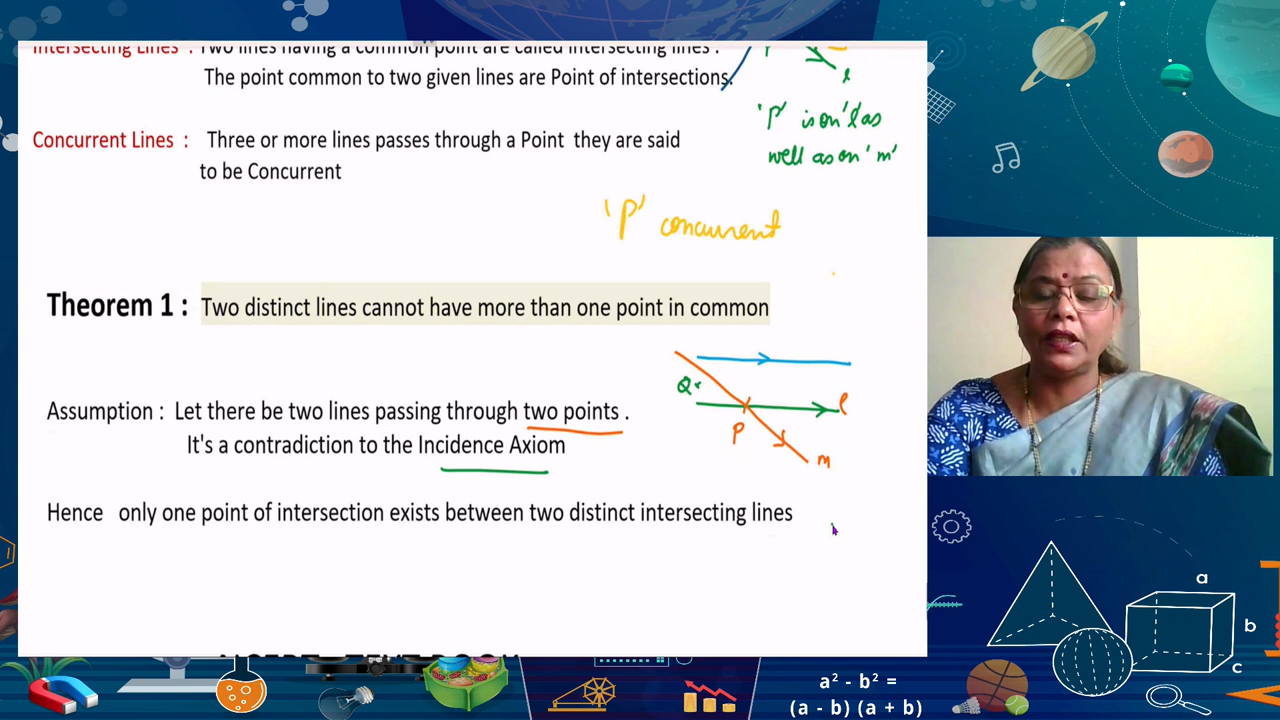 Intersecting Lines : Two lines having a common point are called intersecting lines .
The point common to two given lines are Point of intersections.
P
l
'P' is on 'l' as
well as on 'm'
Concurrent Lines : Three or more lines passes through a Point they are said
to be Concurrent
'P' concurrent
Theorem 1 : Two distinct lines cannot have more than one point in common
Q
l
P
m
Assumption : Let there be two lines passing through two points .
It's a contradiction to the Incidence Axiom
Hence only one point of intersection exists between two distinct intersecting lines
a
b
c
a² - b² =
(a - b) (a + b)